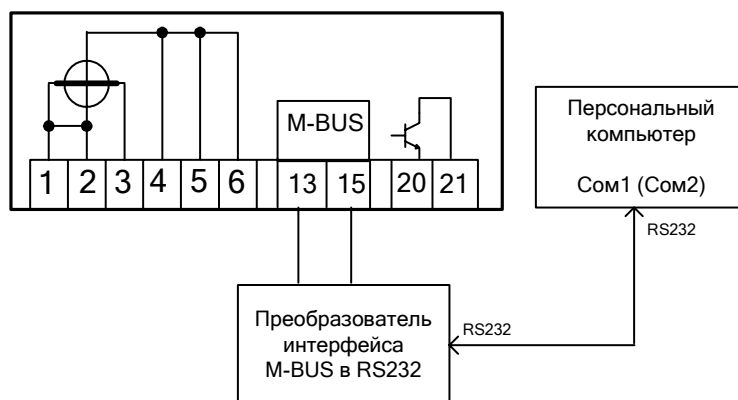 M-BUS
1 2 3 4 5 6 13 15 20 21
Персональный
компьютер
Сом1 (Сом2)
RS232
RS232
Преобразователь
интерфейса
M-BUS в RS232